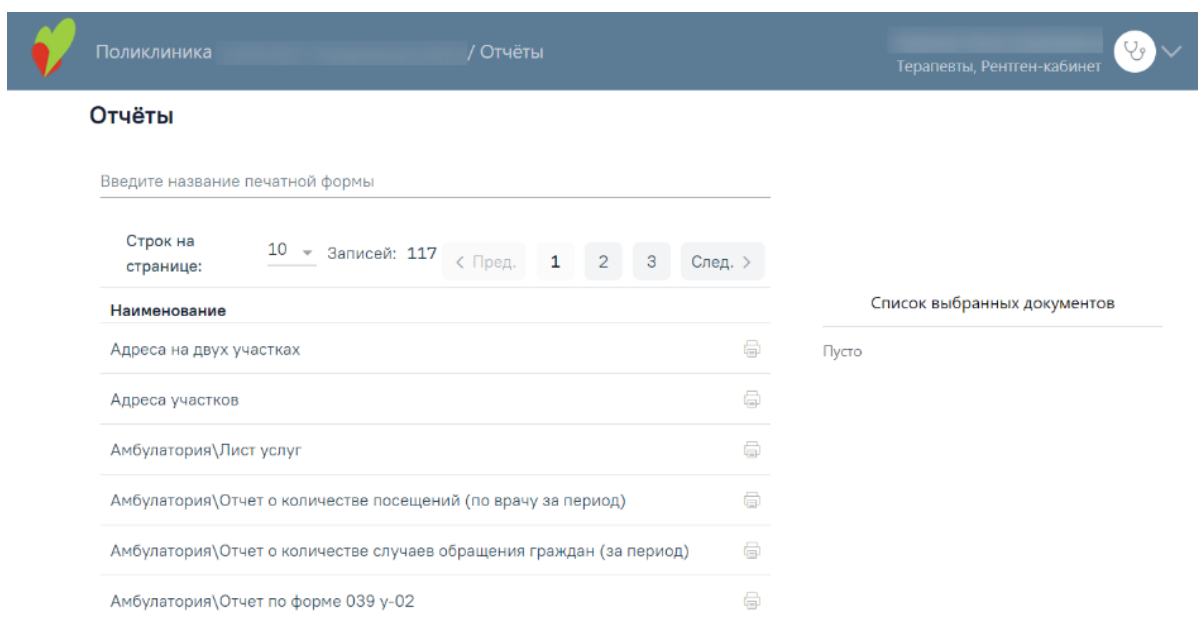 Поликлиника / Отчёты
Терапевты, Рентген-кабинет
Отчёты
Введите название печатной формы
Строк на странице:
10 Записей: 117 < Пред. 1 2 3 След. >
Наименование
Список выбранных документов
Адреса на двух участках
Пусто
Адреса участков
Амбулатория\Лист услуг
Амбулатория\Отчет о количестве посещений (по врачу за период)
Амбулатория\Отчет о количестве случаев обращения граждан (за период)
Амбулатория\Отчет по форме 039 у-02